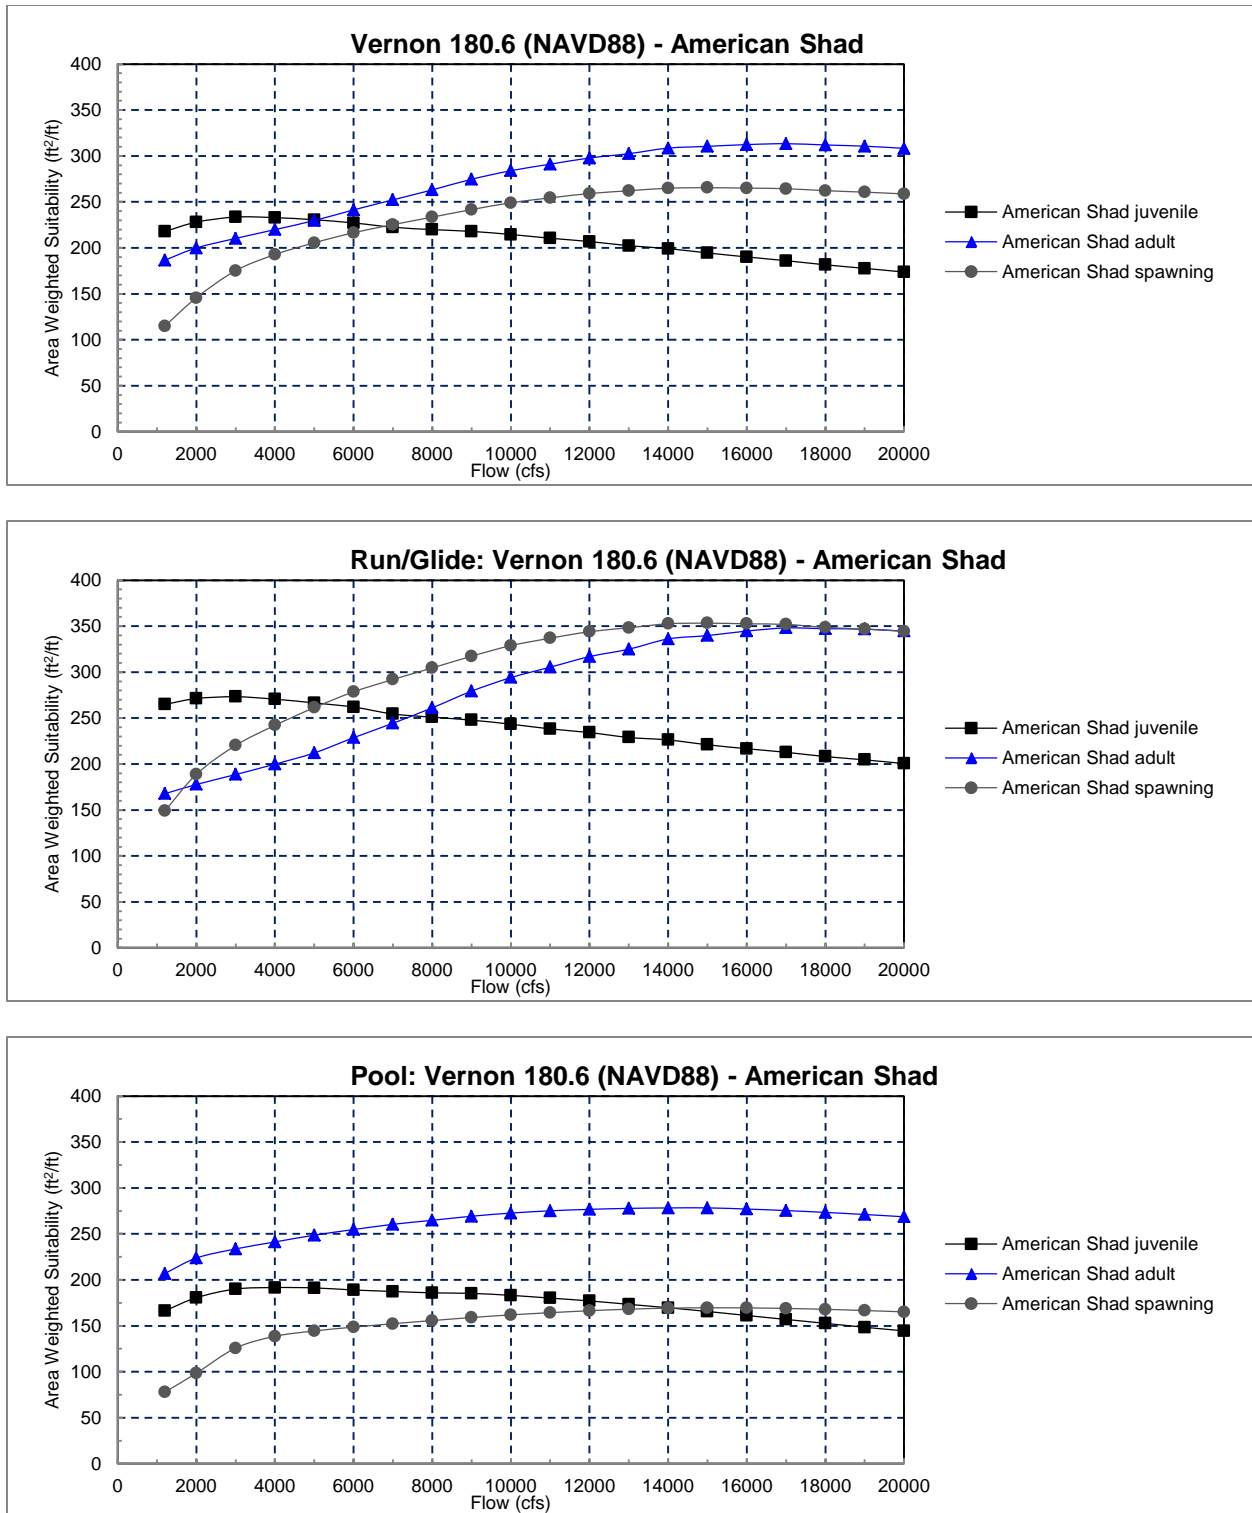 Vernon 180.6 (NAVD88) - American Shad
400
350
300
250
200
150
100
50
0
Area Weighted Suitability (ft²/ft)
0 2000 4000 6000 8000 10000 12000 14000 16000 18000 20000
Flow (cfs)
American Shad juvenile
American Shad adult
American Shad spawning
Run/Glide: Vernon 180.6 (NAVD88) - American Shad
400
350
300
250
200
150
100
50
0
Area Weighted Suitability (ft²/ft)
0 2000 4000 6000 8000 10000 12000 14000 16000 18000 20000
Flow (cfs)
American Shad juvenile
American Shad adult
American Shad spawning
Pool: Vernon 180.6 (NAVD88) - American Shad
400
350
300
250
200
150
100
50
0
Area Weighted Suitability (ft²/ft)
0 2000 4000 6000 8000 10000 12000 14000 16000 18000 20000
Flow (cfs)
American Shad juvenile
American Shad adult
American Shad spawning